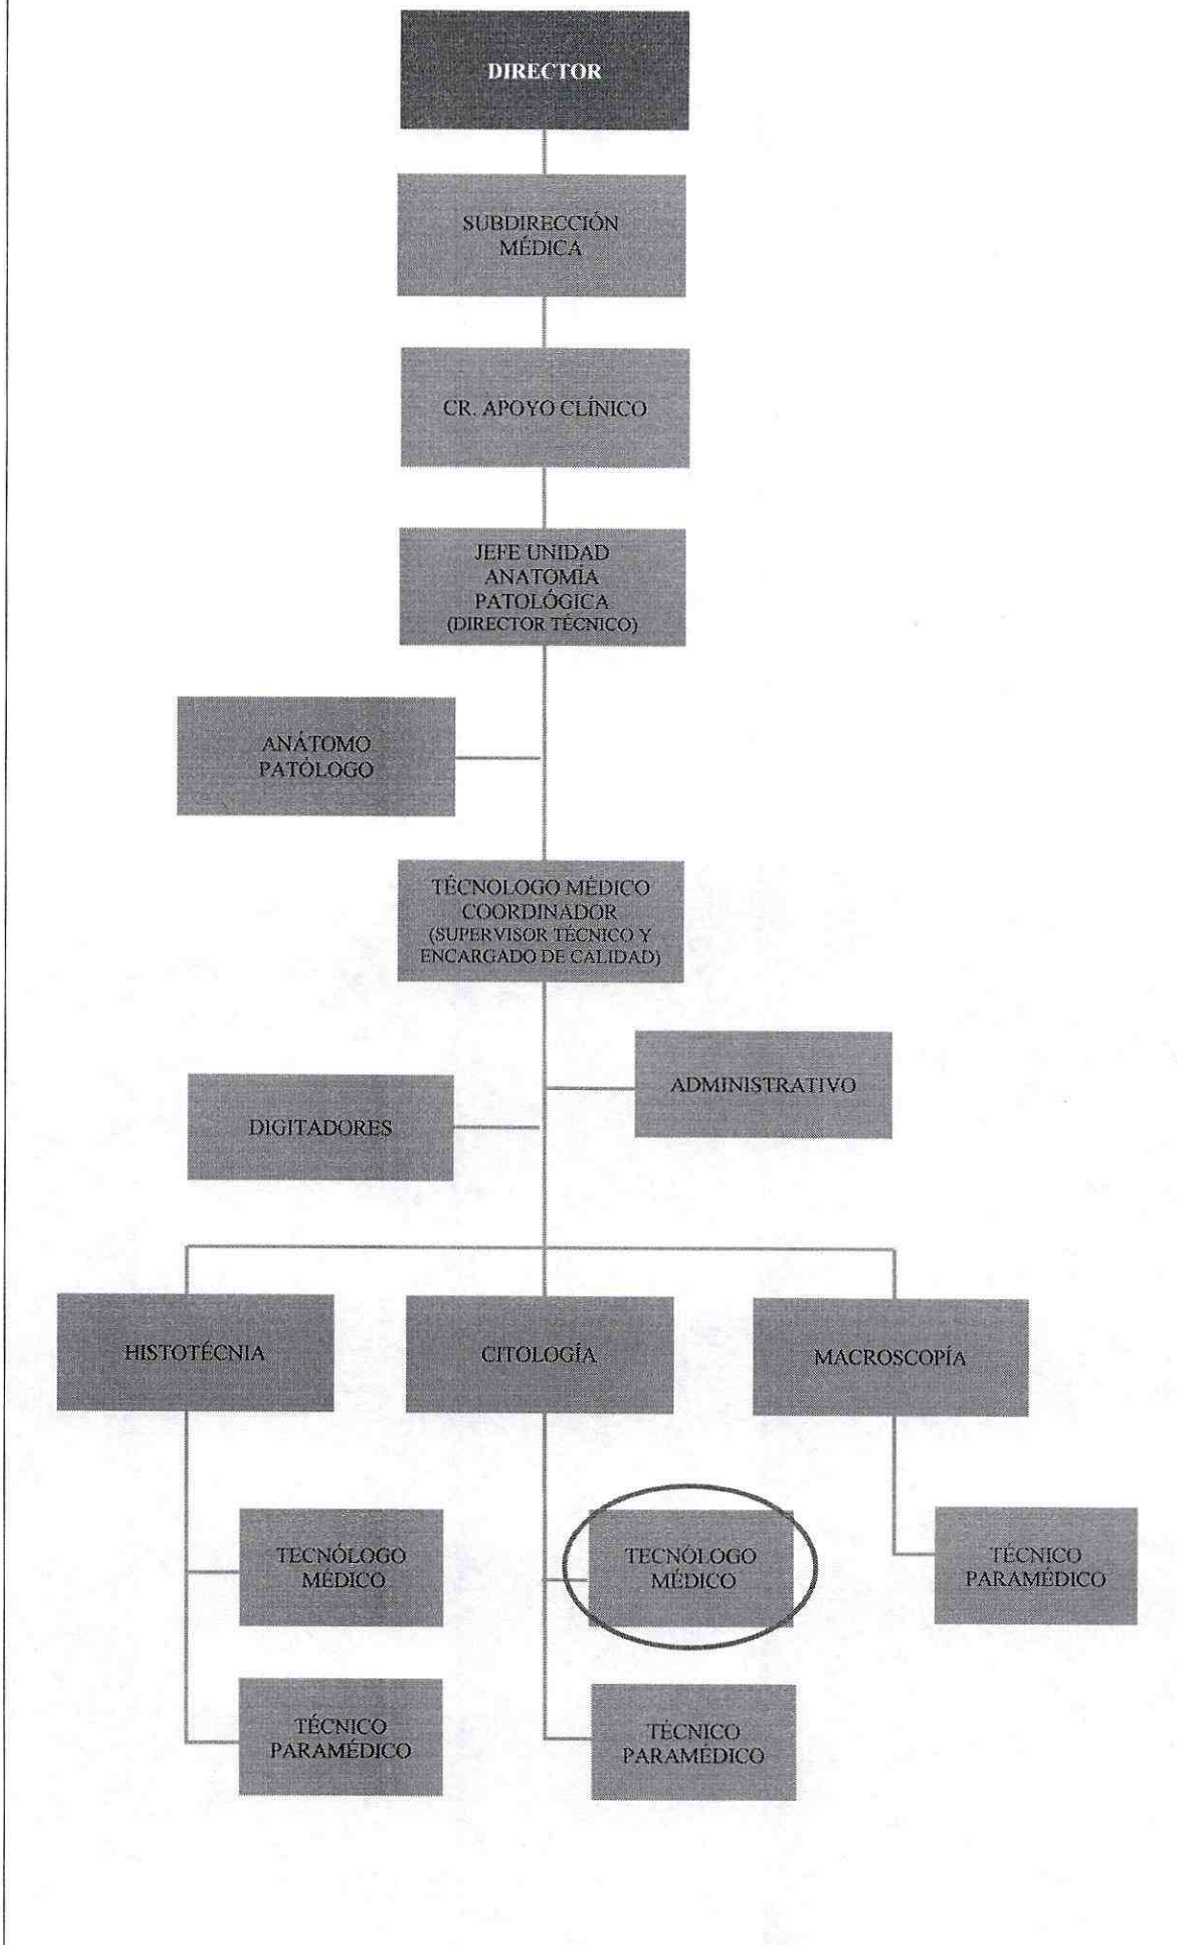 DIRECTOR
SUBDIRECCIÓN
MÉDICA
CR. APOYO CLÍNICO
JEFE UNIDAD
ANATOMÍA
PATOLÓGICA
(DIRECTOR TÉCNICO)
ANÁTOMO
PATÓLOGO
TÉCNOLOGO MÉDICO
COORDINADOR
(SUPERVISOR TÉCNICO Y
ENCARGADO DE CALIDAD)
ADMINISTRATIVO
DIGITADORES
HISTOTÉCNIA
CITOLOGÍA
MACROSCOPÍA
TECNÓLOGO
MÉDICO
TECNÓLOGO
MÉDICO
TÉCNICO
PARAMÉDICO
TÉCNICO
PARAMÉDICO
TÉCNICO
PARAMÉDICO